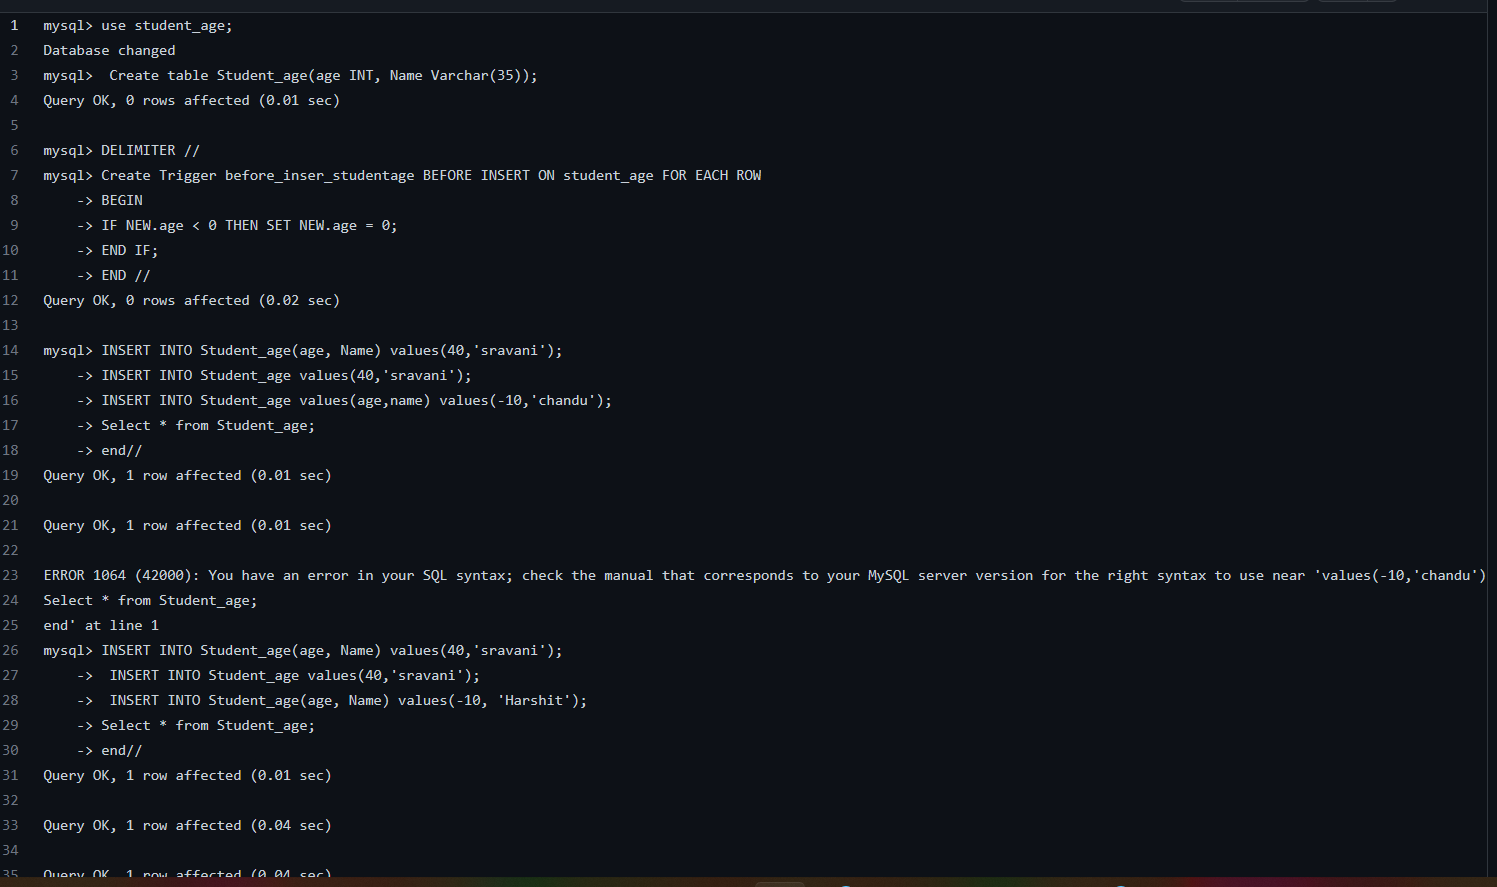 1 mysql> use student_age;
2 Database changed
3 mysql>  Create table Student_age(age INT, Name Varchar(35));
4 Query OK, 0 rows affected (0.01 sec)
5
6 mysql> DELIMITER //
7 mysql> Create Trigger before_inser_studentage BEFORE INSERT ON student_age FOR EACH ROW
8     -> BEGIN
9     -> IF NEW.age < 0 THEN SET NEW.age = 0;
10     -> END IF;
11     -> END //
12 Query OK, 0 rows affected (0.02 sec)
13
14 mysql> INSERT INTO Student_age(age, Name) values(40,'sravani');
15     -> INSERT INTO Student_age values(40,'sravani');
16     -> INSERT INTO Student_age values(age,name) values(-10,'chandu');
17     -> Select * from Student_age;
18     -> end//
19 Query OK, 1 row affected (0.01 sec)
20
21 Query OK, 1 row affected (0.01 sec)
22
23 ERROR 1064 (42000): You have an error in your SQL syntax; check the manual that corresponds to your MySQL server version for the right syntax to use near 'values(-10,'chandu')
24 Select * from Student_age;
25 end' at line 1
26 mysql> INSERT INTO Student_age(age, Name) values(40,'sravani');
27     ->  INSERT INTO Student_age values(40,'sravani');
28     ->  INSERT INTO Student_age(age, Name) values(-10, 'Harshit');
29     -> Select * from Student_age;
30     -> end//
31 Query OK, 1 row affected (0.01 sec)
32
33 Query OK, 1 row affected (0.04 sec)
34
35 Query OK, 1 row affected (0.04 sec)